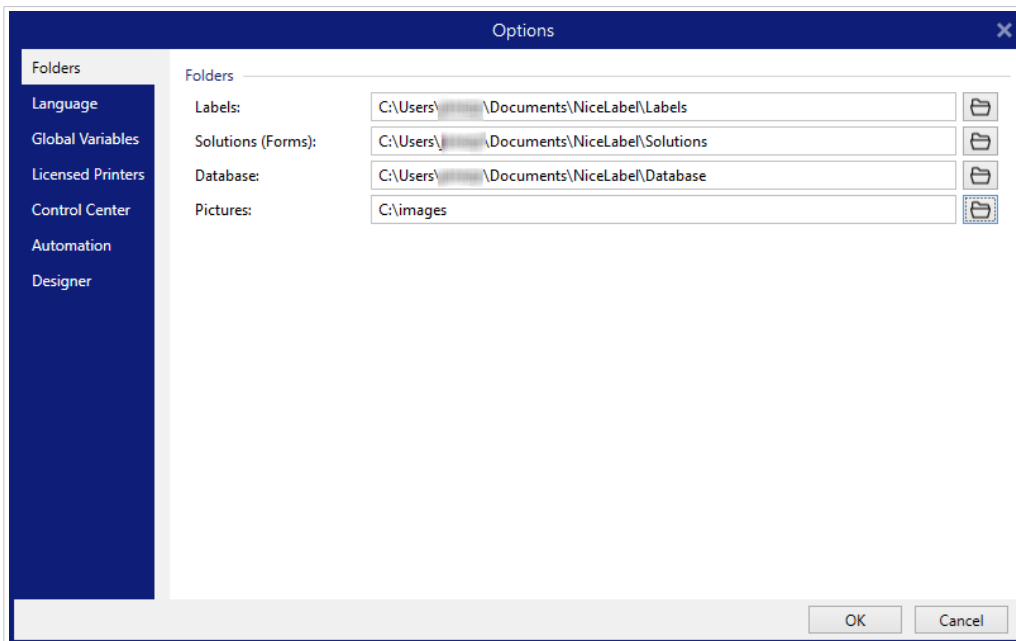 Options
Folders
Language
Global Variables
Licensed Printers
Control Center
Automation
Designer
Folders
Labels: C:\Users\ \Documents\NiceLabel\Labels
Solutions (Forms): C:\Users\ \Documents\NiceLabel\Solutions
Database: C:\Users\ \Documents\NiceLabel\Database
Pictures: C:\images
OK Cancel